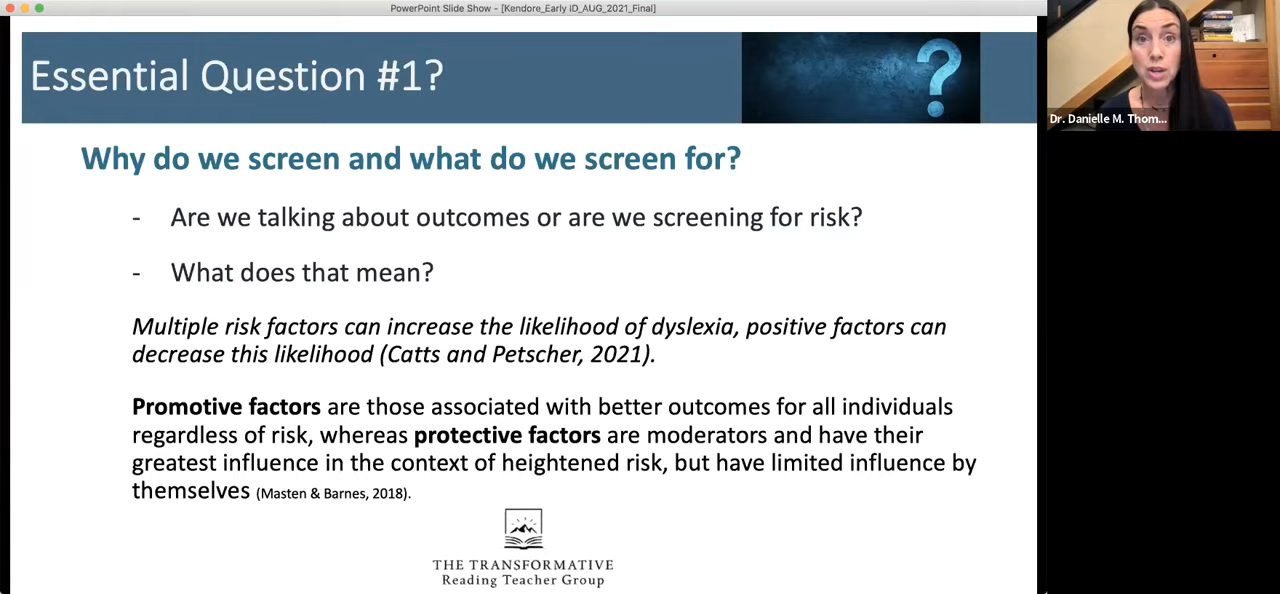 PowerPoint Slide Show - [Kendore_Early iD_AUG_2021_Final]
Essential Question #1?
?
Dr. Danielle M. Thom...
Why do we screen and what do we screen for?
- Are we talking about outcomes or are we screening for risk?
- What does that mean?
Multiple risk factors can increase the likelihood of dyslexia, positive factors can
decrease this likelihood (Catts and Petscher, 2021).
Promotive factors are those associated with better outcomes for all individuals
regardless of risk, whereas protective factors are moderators and have their
greatest influence in the context of heightened risk, but have limited influence by
themselves (Masten & Barnes, 2018).
THE TRANSFORMATIVE
Reading Teacher Group